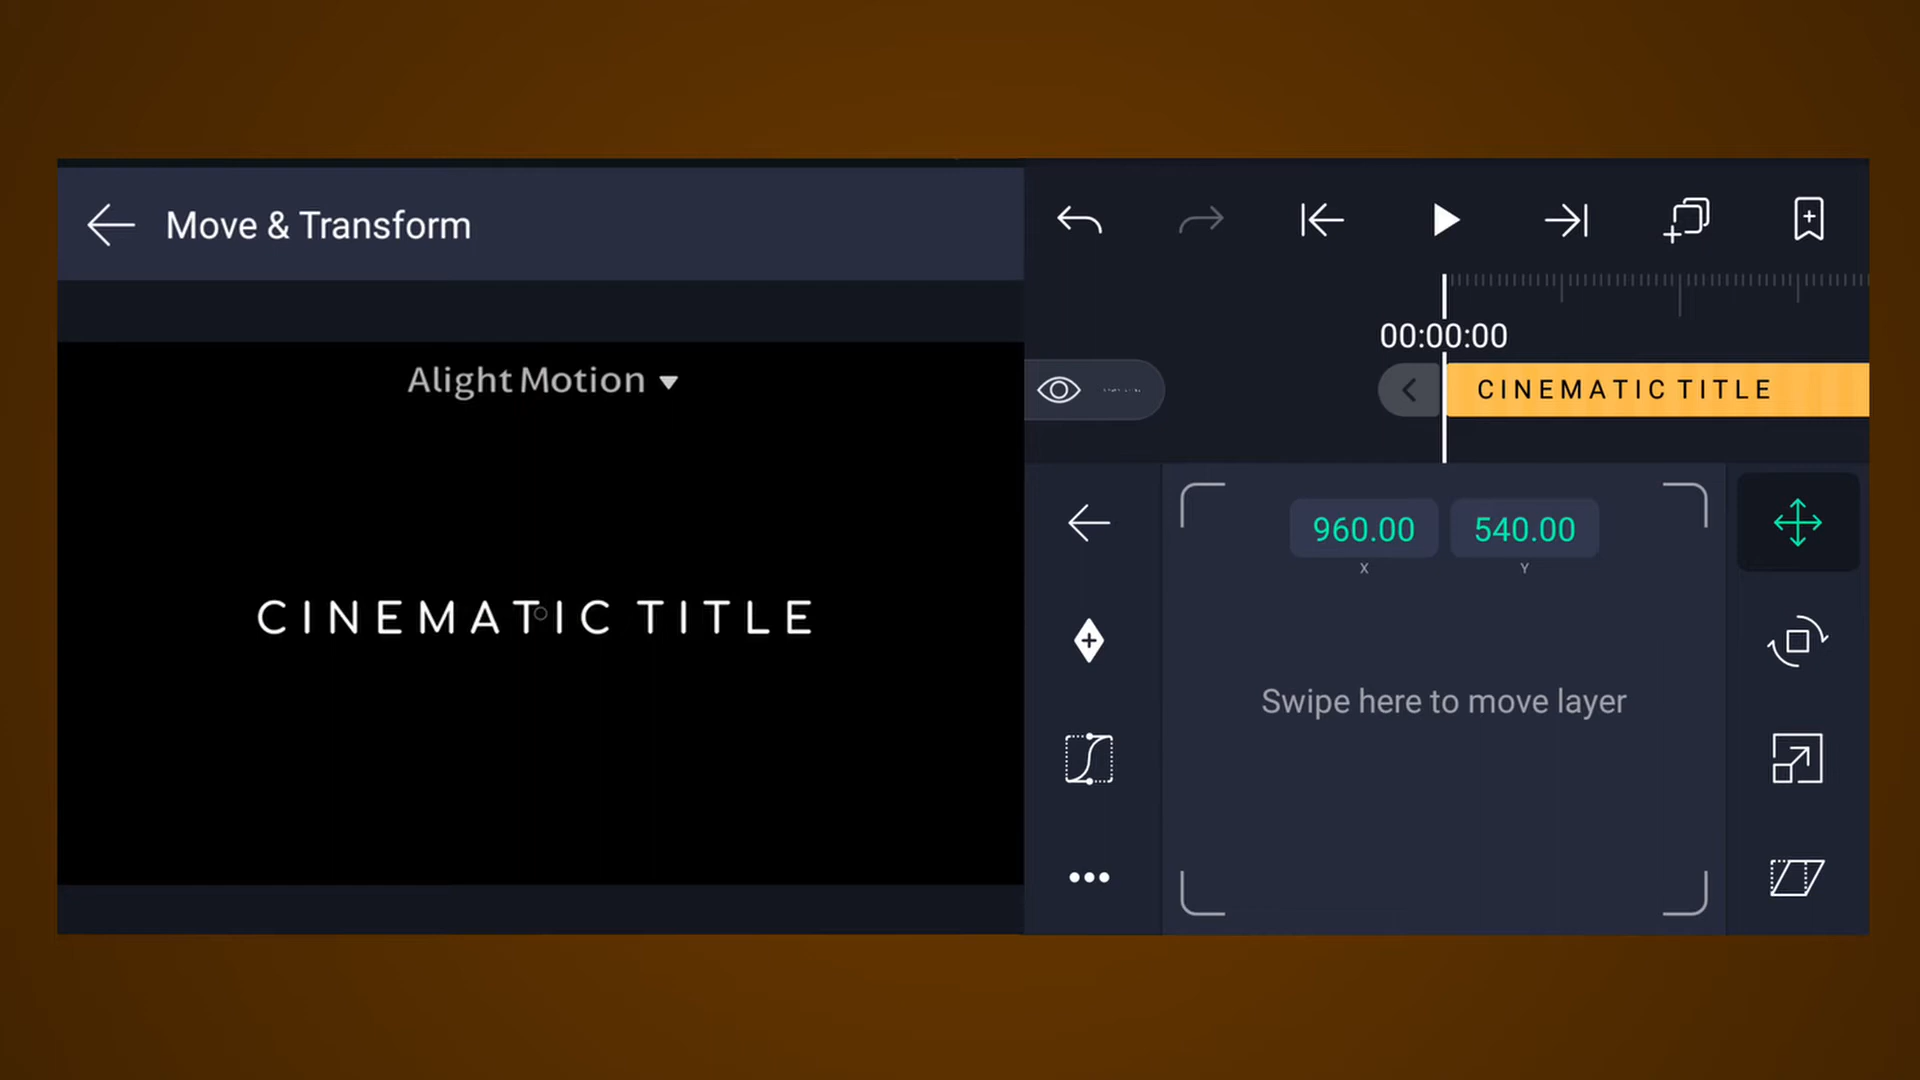 Move & Transform
Alight Motion
CINEMATIC TITLE
00:00:00
CINEMATIC TITLE
960.00 540.00
X Y
Swipe here to move layer